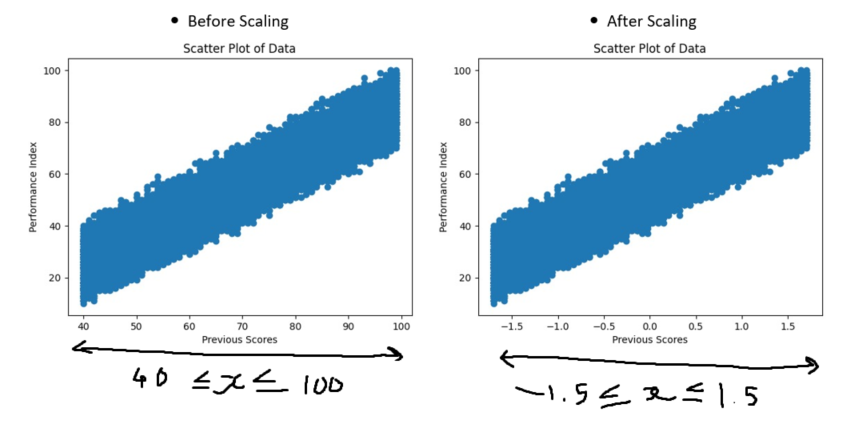 • Before Scaling
Scatter Plot of Data
Performance Index
100
80
60
40
20
40 50 60 70 80 90 100
Previous Scores
40 ≤ x ≤ 100
• After Scaling
Scatter Plot of Data
Performance Index
100
80
60
40
20
−1.5 −1.0 −0.5 0.0 0.5 1.0 1.5
Previous Scores
−1.5 ≤ x ≤ 1.5